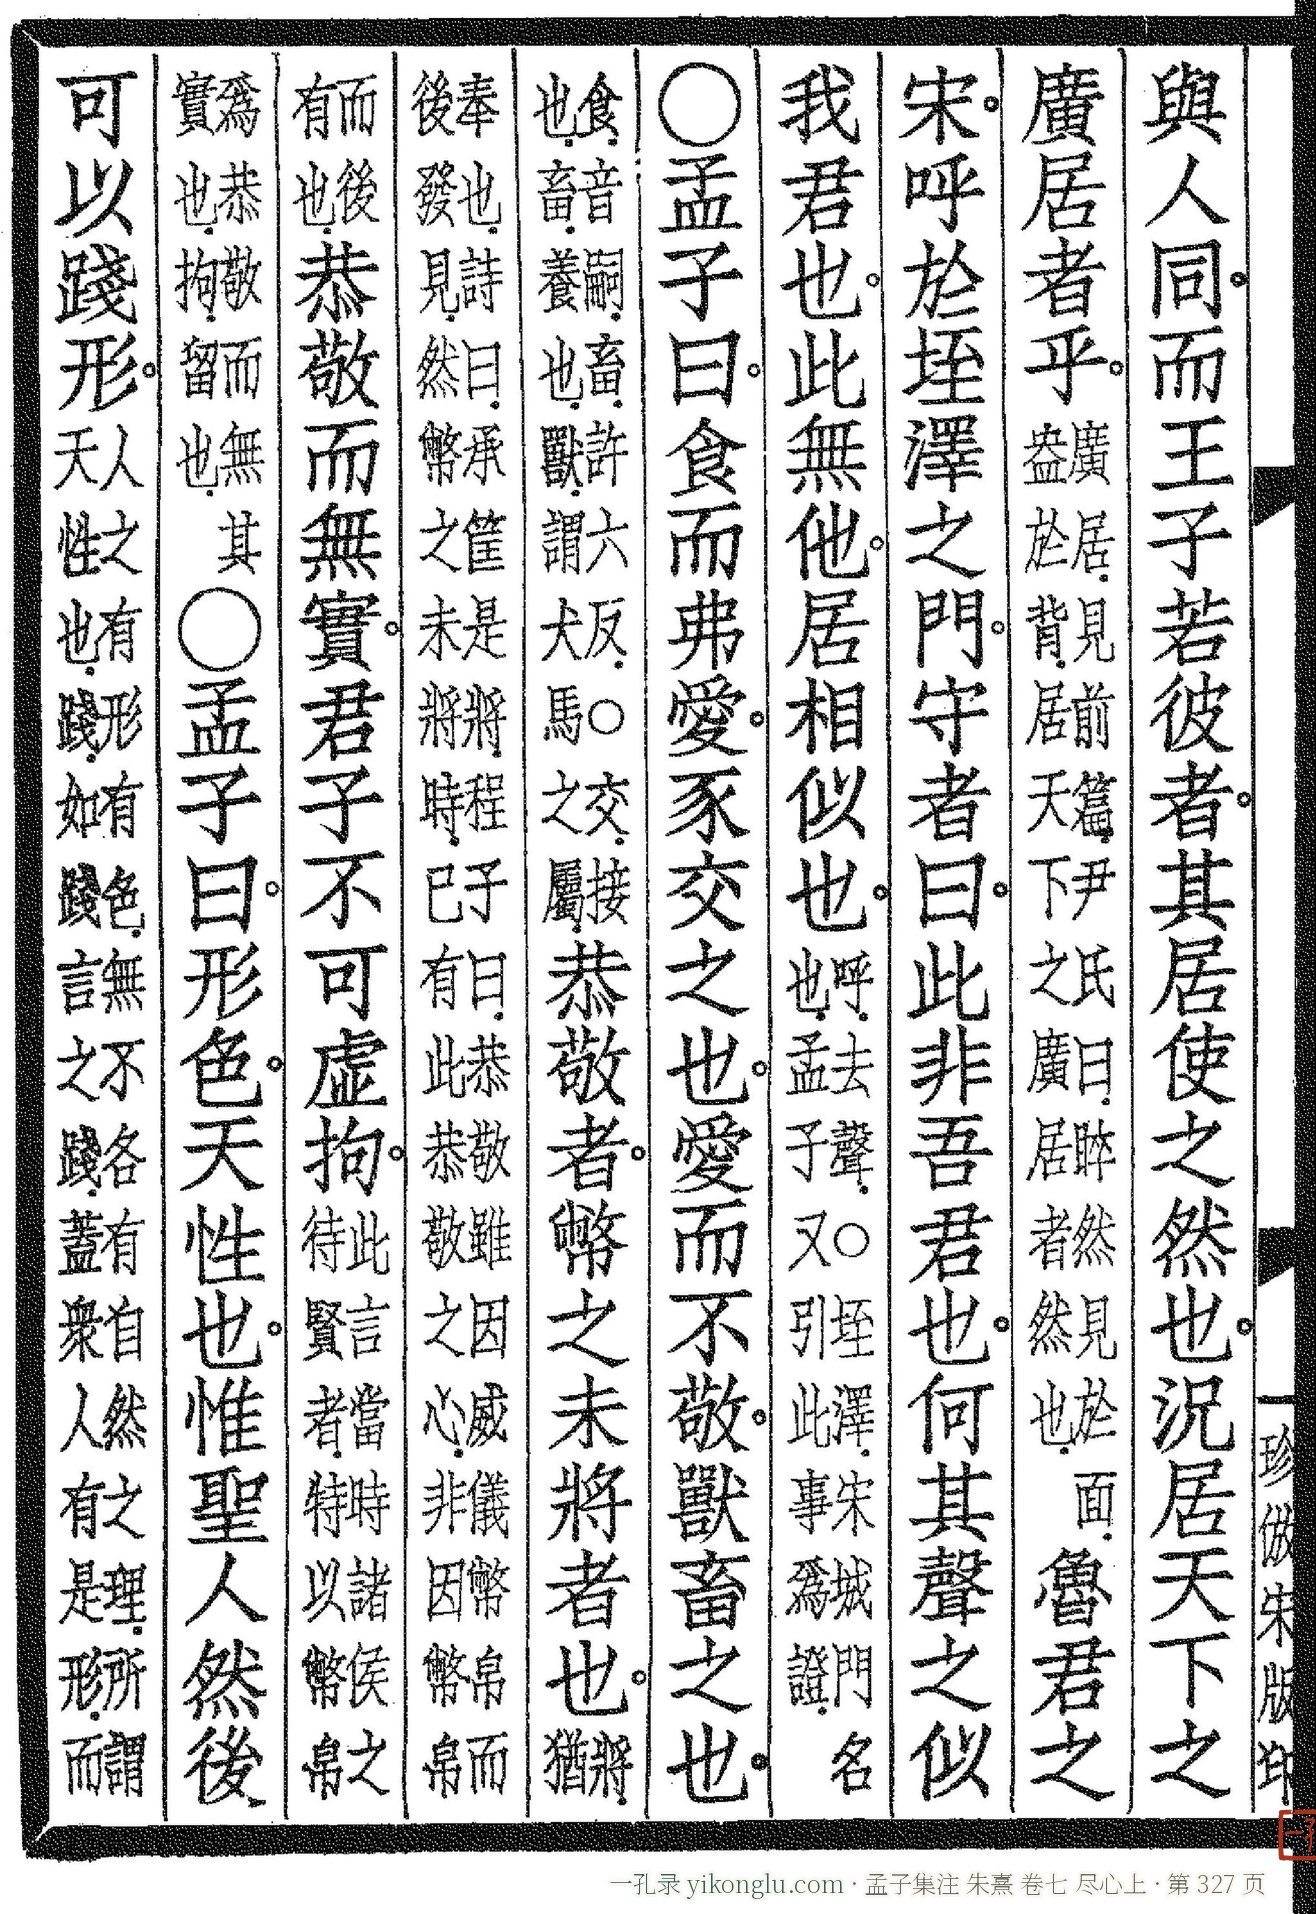 與人同。而王子若彼者。其居使之然也。況居天下之
廣居者乎。廣居.見前篇.尹氏曰.睟然見於面.盎於背.居天下之廣居者然也.魯君之
宋。呼於垤澤之門。守者曰。此非吾君也。何其聲之似
我君也。此無他。居相似也。呼.去聲.○垤澤.宋城門名也.孟子又引此事爲證.
○孟子曰。食而弗愛。豕交之也。愛而不敬。獸畜之也。
食.音嗣.畜.許六反.○交.接也.畜.養也.獸.謂犬馬之屬.恭敬者。幣之未將者也。將.猶
奉也.詩曰.承筐是將.程子曰.恭敬雖因威儀幣帛而後發見.然幣之未將時.已有此恭敬之心.非因幣帛
而後有也.恭敬而無實。君子不可虛拘。此言當時諸侯之待賢者.特以幣帛
爲恭敬而無其實也.拘.留也.○孟子曰。形色。天性也。惟聖人然後
可以踐形。人之有形有色.無不各有自然之理.所謂天性也.踐.如踐言之踐.蓋衆人有是形.而
珍倣宋版印
一孔录 yikonglu.com · 孟子集注 朱熹 卷七 尽心上 · 第 327 页